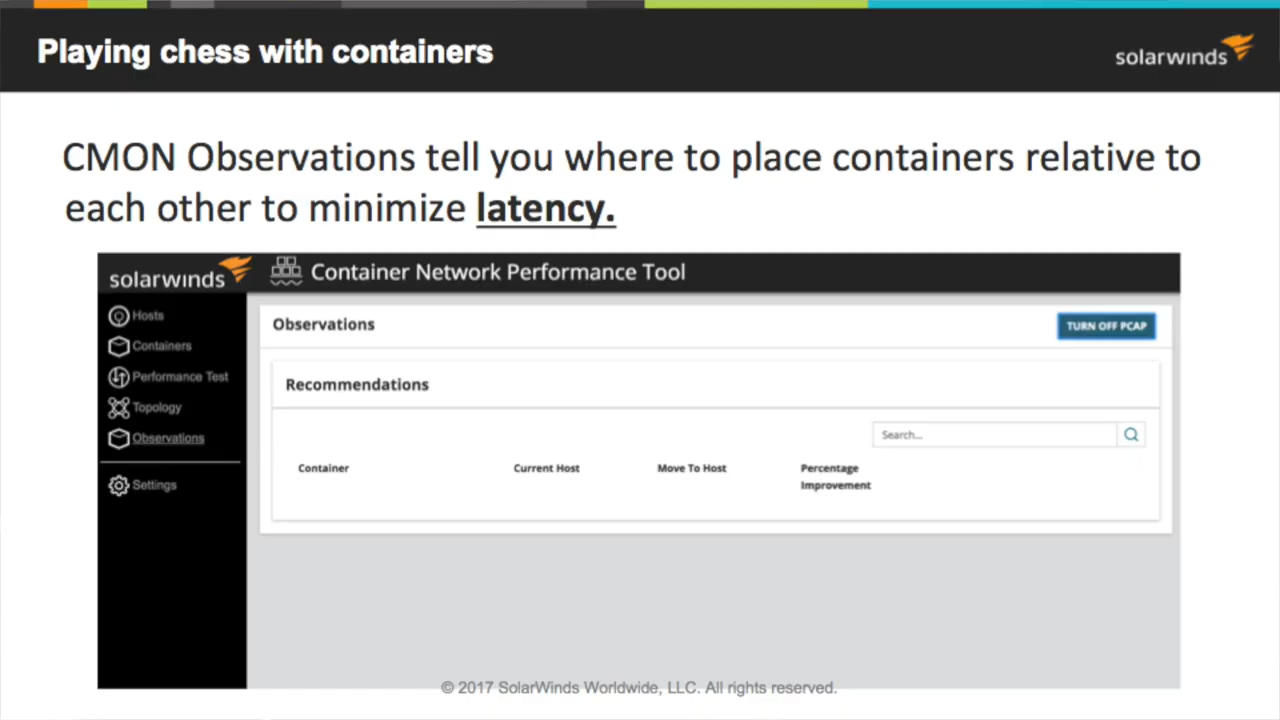 Playing chess with containers
solarwinds
CMON Observations tell you where to place containers relative to
each other to minimize latency.
solarwinds
Container Network Performance Tool
Hosts
Containers
Performance Test
Topology
Observations
Settings
Observations
TURN OFF PCAP
Recommendations
Search...
Container
Current Host
Move To Host
Percentage
Improvement
© 2017 SolarWinds Worldwide, LLC. All rights reserved.